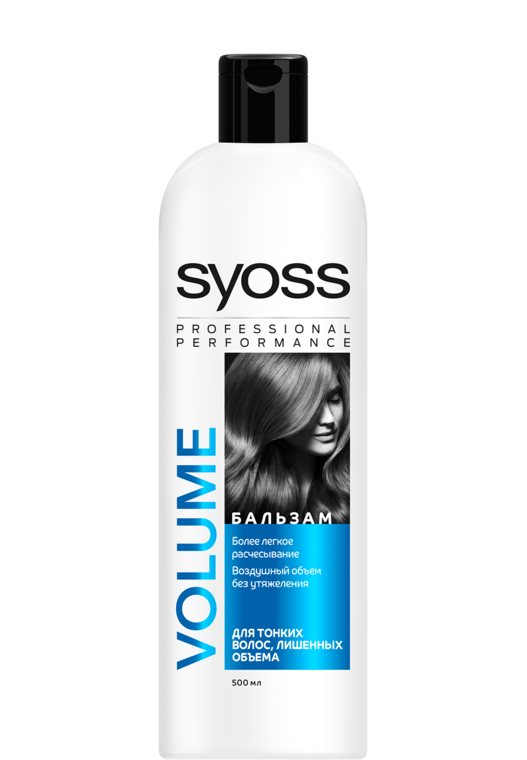 syoss
PROFESSIONAL
PERFORMANCE
VOLUME
БАЛЬЗАМ
Более легкое
расчесывание
Воздушный объем
без утяжеления
ДЛЯ ТОНКИХ
ВОЛОС, ЛИШЕННЫХ
ОБЪЕМА
500 мл